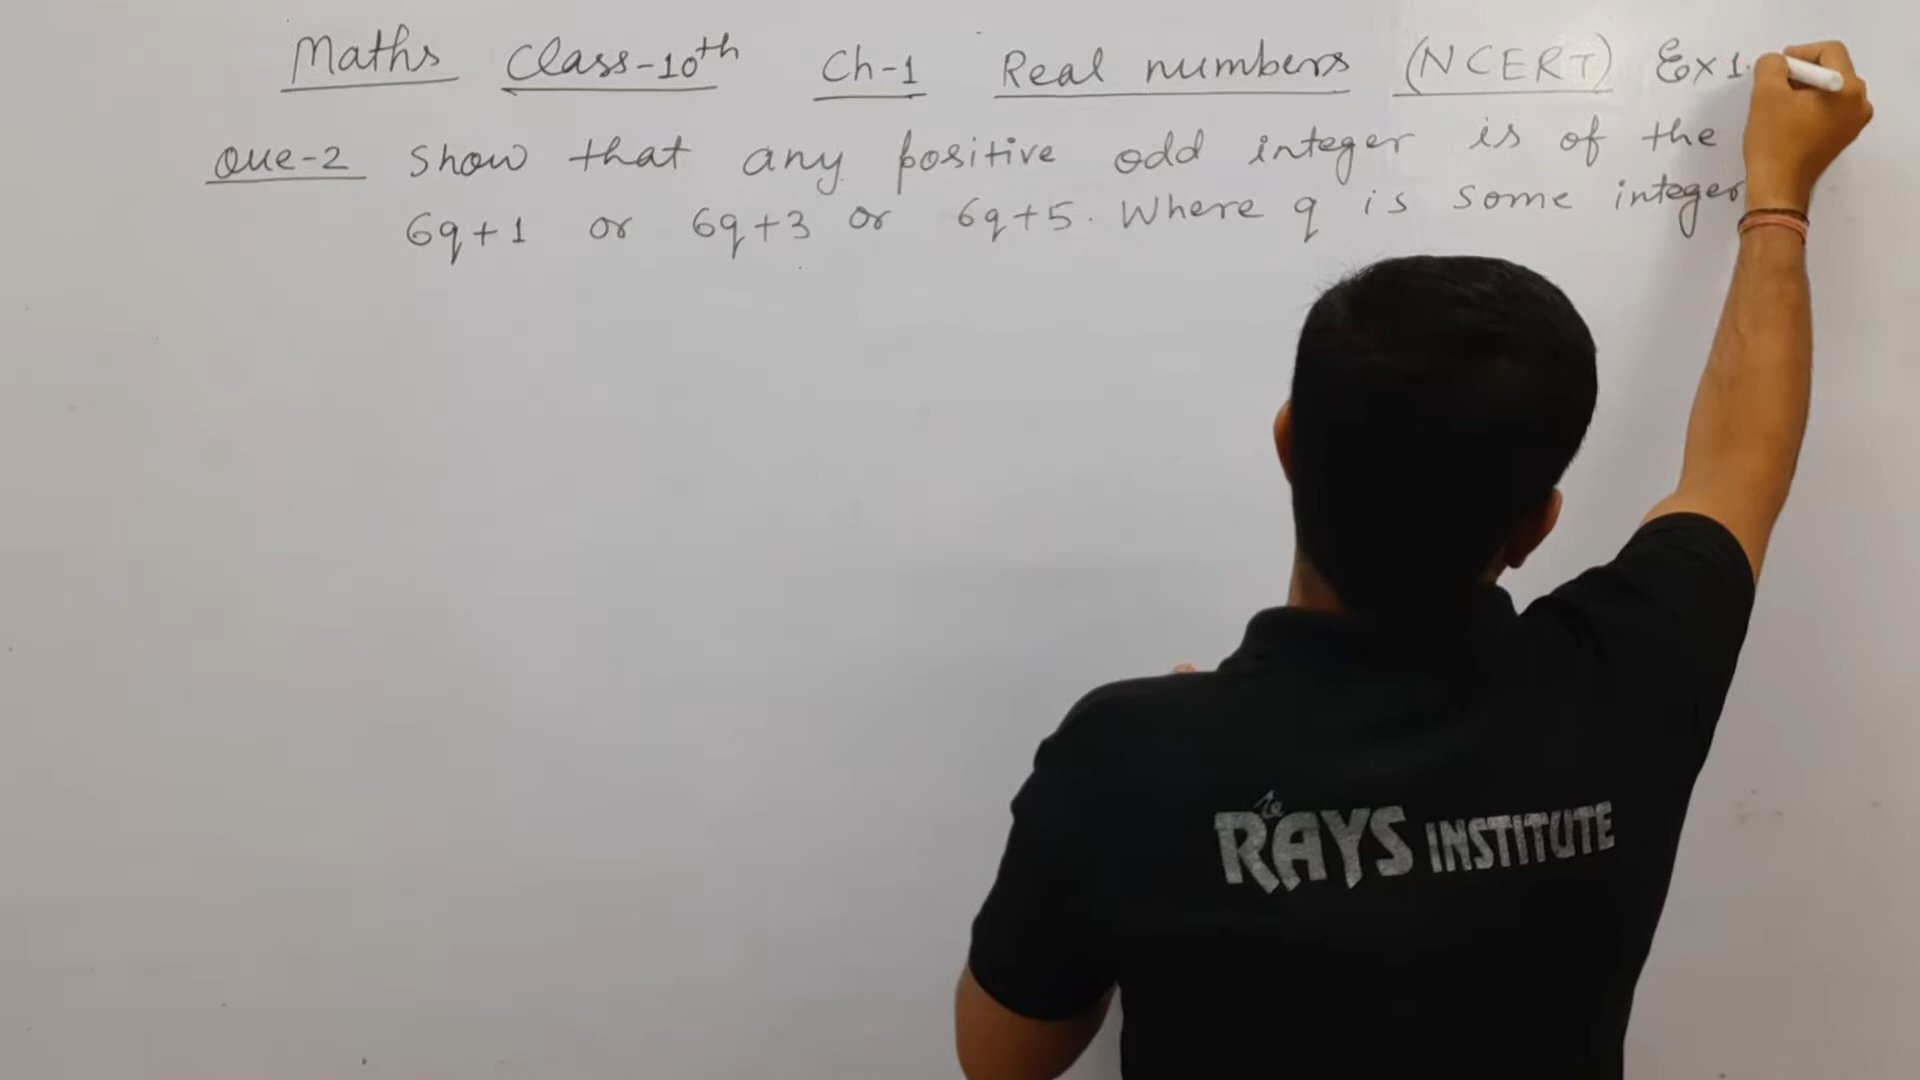 Maths Class-10th Ch-1 Real numbers (NCERT) Ex 1.
Que-2 Show that any positive odd integer is of the
6q+1 or 6q+3 or 6q+5. Where q is some integer
RAYS INSTITUTE